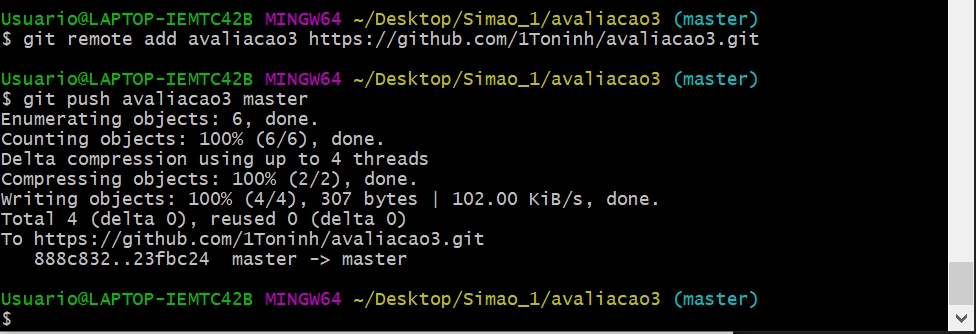 Usuario@LAPTOP-IEMTC42B MINGW64 ~/Desktop/Simao_1/avaliacao3 (master)
$ git remote add avaliacao3 https://github.com/1Toninh/avaliacao3.git
Usuario@LAPTOP-IEMTC42B MINGW64 ~/Desktop/Simao_1/avaliacao3 (master)
$ git push avaliacao3 master
Enumerating objects: 6, done.
Counting objects: 100% (6/6), done.
Delta compression using up to 4 threads
Compressing objects: 100% (2/2), done.
Writing objects: 100% (4/4), 307 bytes | 102.00 KiB/s, done.
Total 4 (delta 0), reused 0 (delta 0)
To https://github.com/1Toninh/avaliacao3.git
   888c832..23fbc24  master -> master
Usuario@LAPTOP-IEMTC42B MINGW64 ~/Desktop/Simao_1/avaliacao3 (master)
$